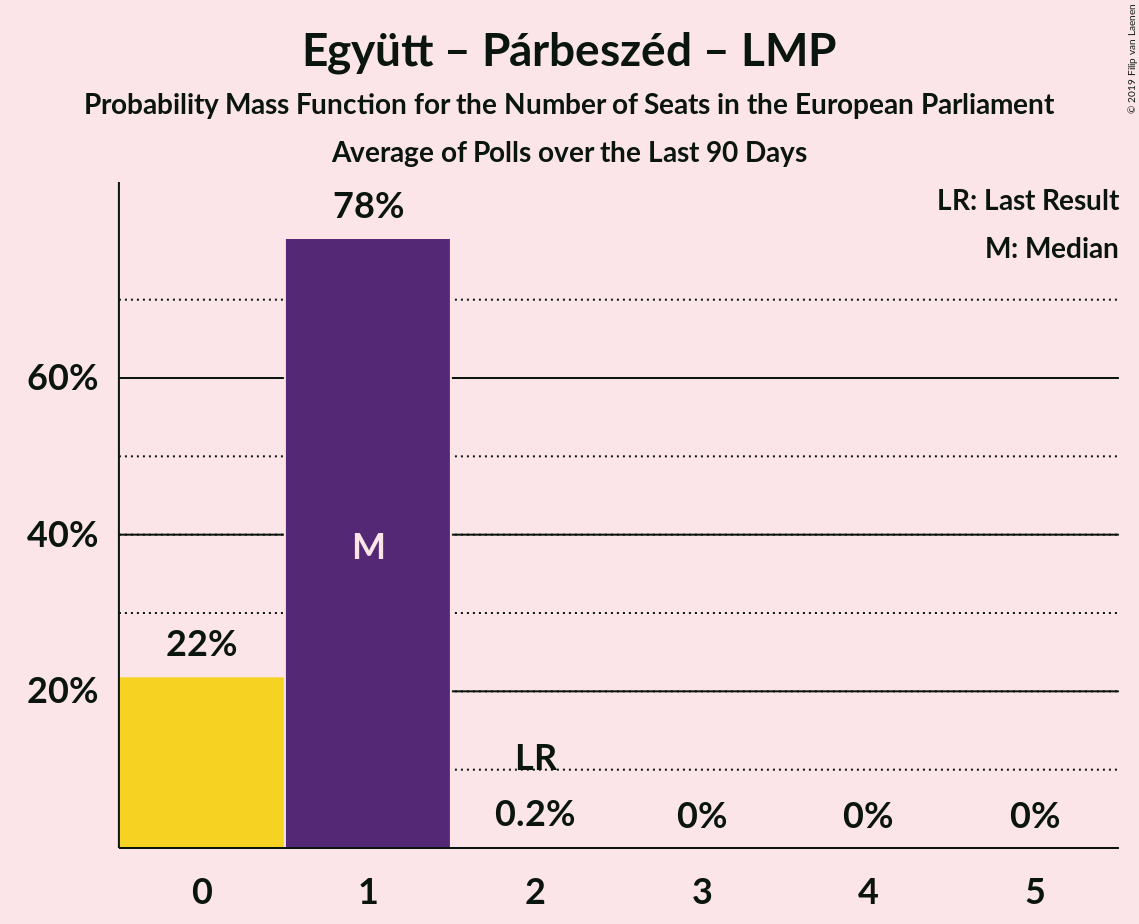 Együtt – Párbeszéd – LMP
Probability Mass Function for the Number of Seats in the European Parliament
Average of Polls over the Last 90 Days
© 2019 Filip van Laenen
LR: Last Result
M: Median
78%
60%
40%
M
22%
20%
LR
0.2%
0%
0%
0%
0 1 2 3 4 5